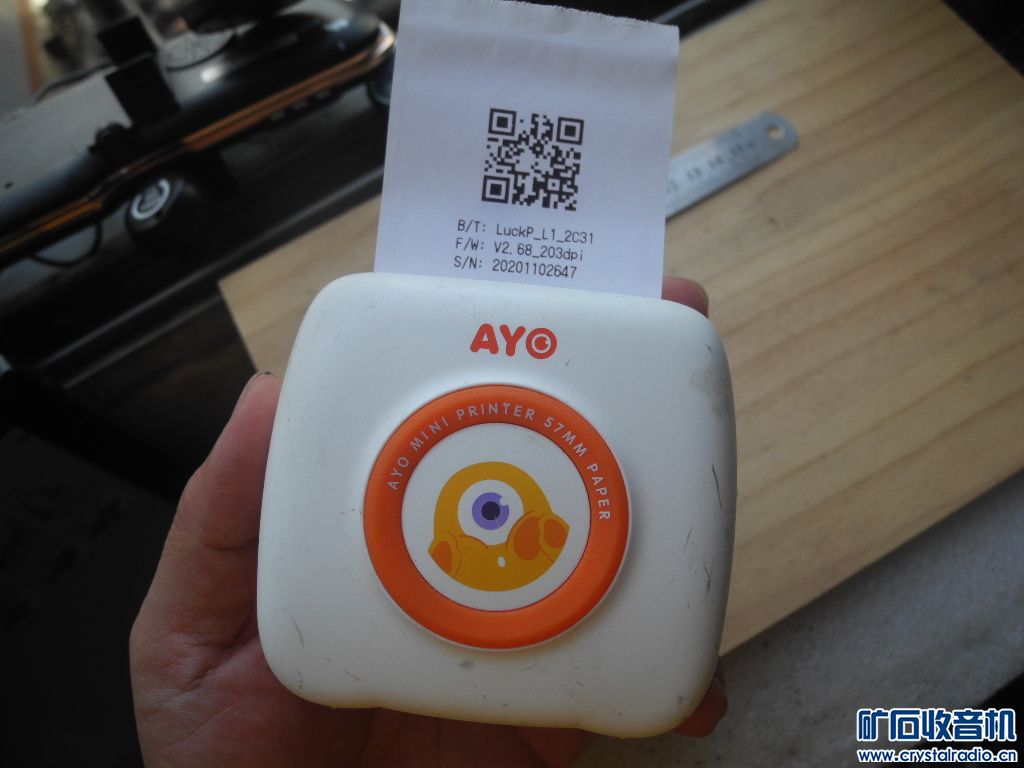 B/T: LuckP_L1_2C31
F/W: V2.68_203dpi
S/N: 20201102647
AYO
AYO MINI PRINTER 57MM PAPER
矿石收音机
www.crystalradio.cn